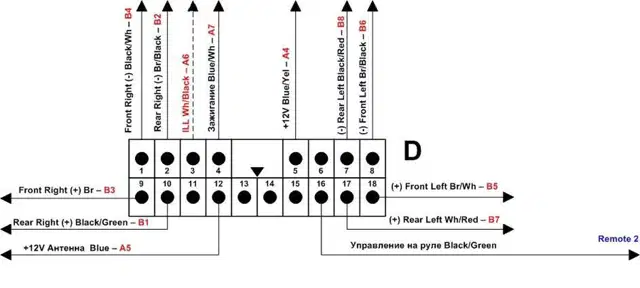 Front Right (-) Black/Wh – B4
Rear Right (-) Br/Black – B2
ILL Wh/Black – A6
Зажигание Blue/Wh – A7
+12V Blue/Yel – A4
(-) Rear Left Black/Red – B8
(-) Front Left Br/Black – B6
D
1 2 3 4 5 6 7 8
9 10 11 12 13 14 15 16 17 18
Front Right (+) Br – B3
(+) Front Left Br/Wh – B5
Rear Right (+) Black/Green – B1
(+) Rear Left Wh/Red – B7
+12V Антенна Blue – A5
Управление на руле Black/Green
Remote 2